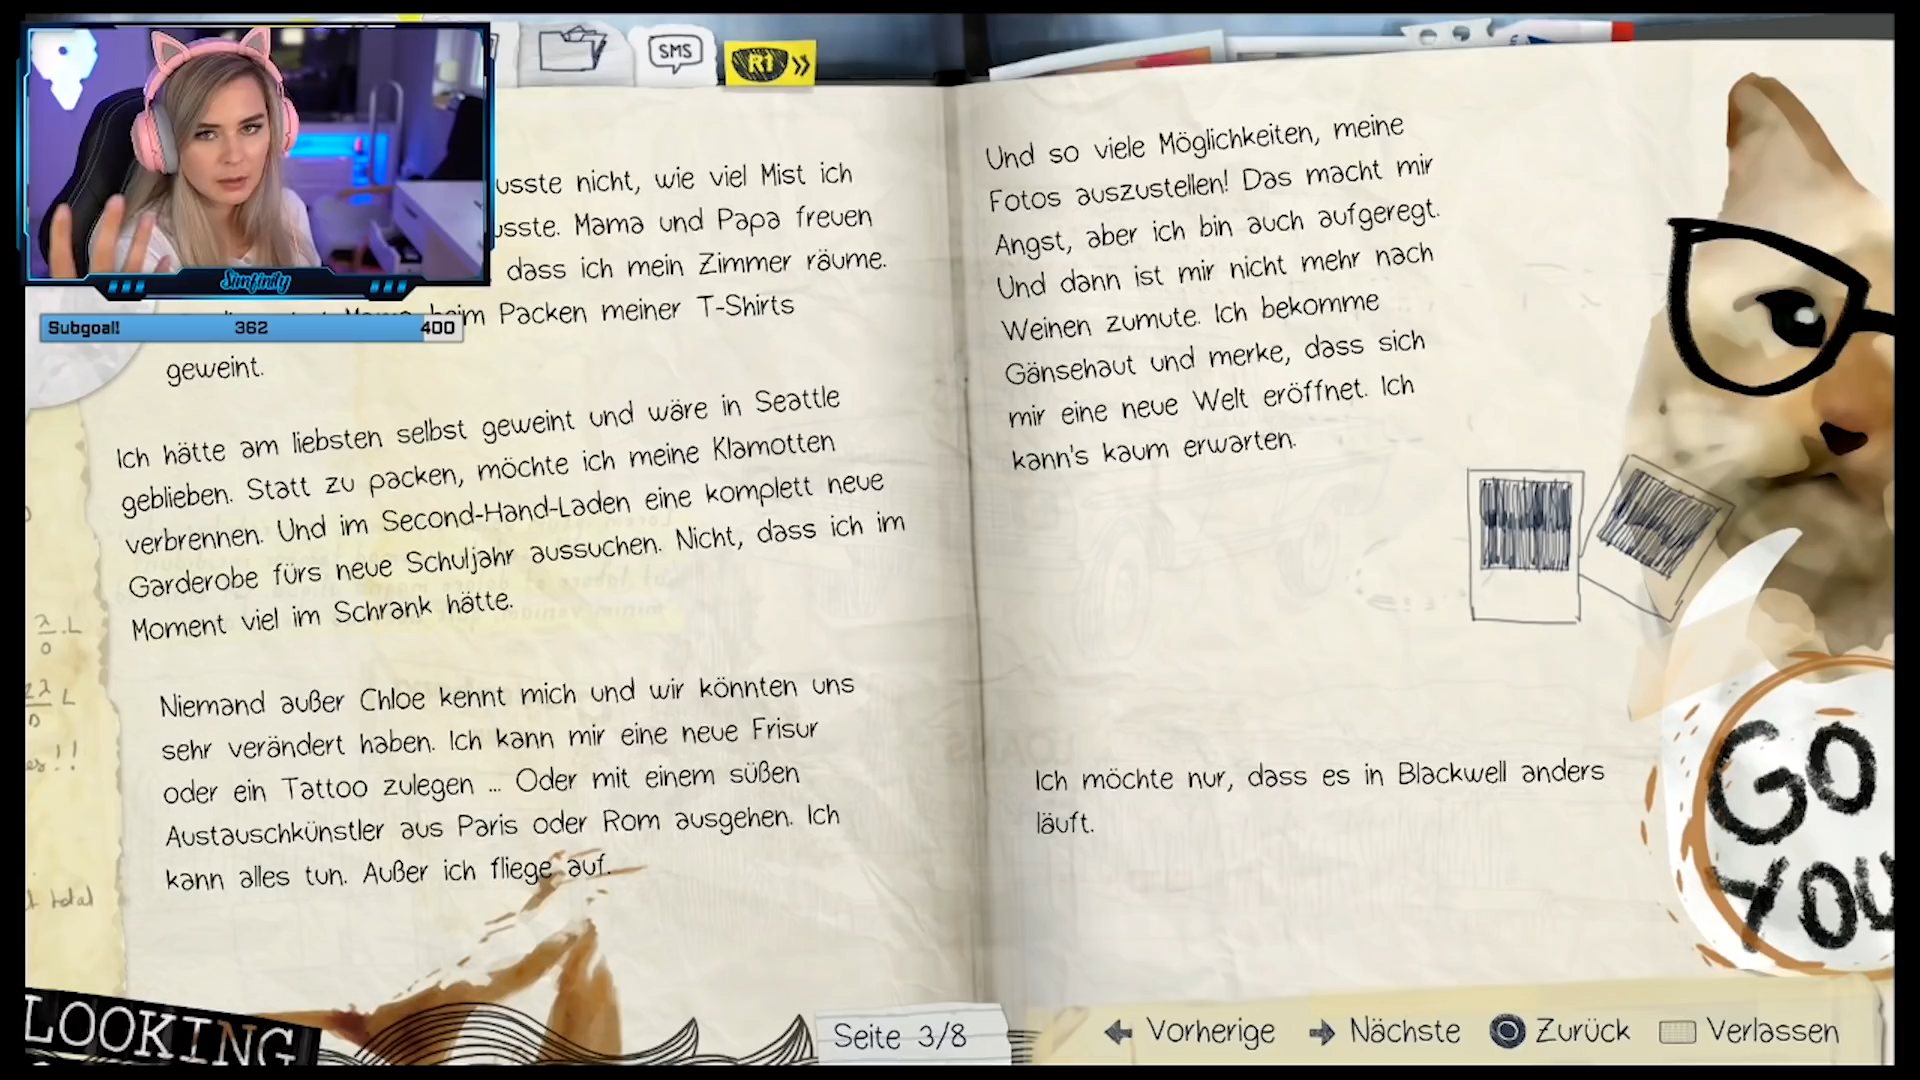 SMS
R1
Simfinity
Subgoal! 362 400
usste nicht, wie viel Mist ich
usste. Mama und Papa freuen
dass ich mein Zimmer räume.
Mama beim Packen meiner T-Shirts
geweint.
Ich hätte am liebsten selbst geweint und wäre in Seattle
geblieben. Statt zu packen, möchte ich meine Klamotten
verbrennen. Und im Second-Hand-Laden eine komplett neue
Garderobe fürs neue Schuljahr aussuchen. Nicht, dass ich im
Moment viel im Schrank hätte.
Niemand außer Chloe kennt mich und wir könnten uns
sehr verändert haben. Ich kann mir eine neue Frisur
oder ein Tattoo zulegen ... Oder mit einem süßen
Austauschkünstler aus Paris oder Rom ausgehen. Ich
kann alles tun. Außer ich fliege auf.
LOOKING
Und so viele Möglichkeiten, meine
Fotos auszustellen! Das macht mir
Angst, aber ich bin auch aufgeregt.
Und dann ist mir nicht mehr nach
Weinen zumute. Ich bekomme
Gänsehaut und merke, dass sich
mir eine neue Welt eröffnet. Ich
kann's kaum erwarten.
Ich möchte nur, dass es in Blackwell anders
läuft.
GO
YOU
Seite 3/8
Vorherige Nächste Zurück Verlassen